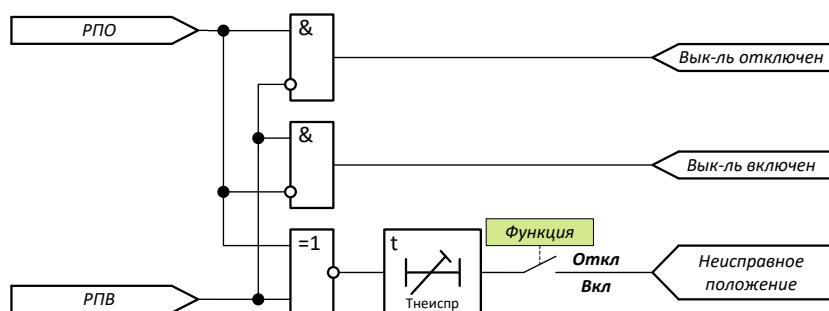 РПО
&
Вык-ль отключен
&
Вык-ль включен
=1
t
Тнеиспр
Функция
Откл
Вкл
Неисправное
положение
РПВ